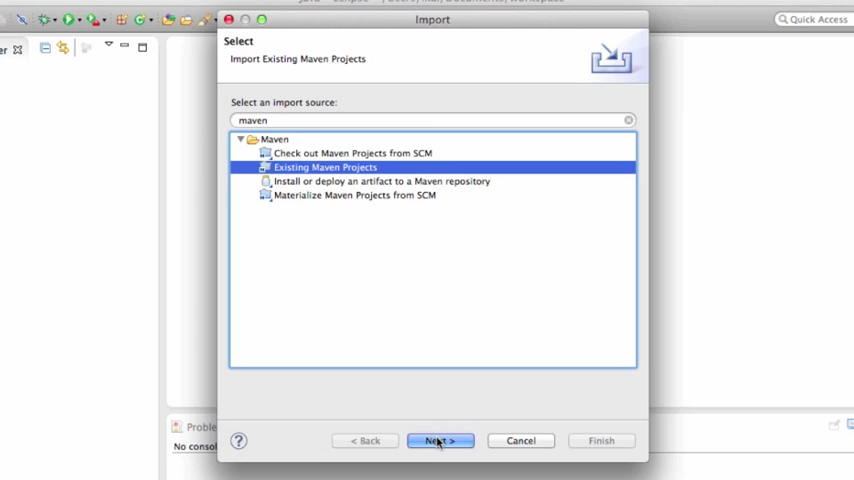 Import
Quick Access
er
Select
Import Existing Maven Projects
Select an import source:
maven
Maven
Check out Maven Projects from SCM
Existing Maven Projects
Install or deploy an artifact to a Maven repository
Materialize Maven Projects from SCM
Proble
No consol
?
< Back
Next >
Cancel
Finish